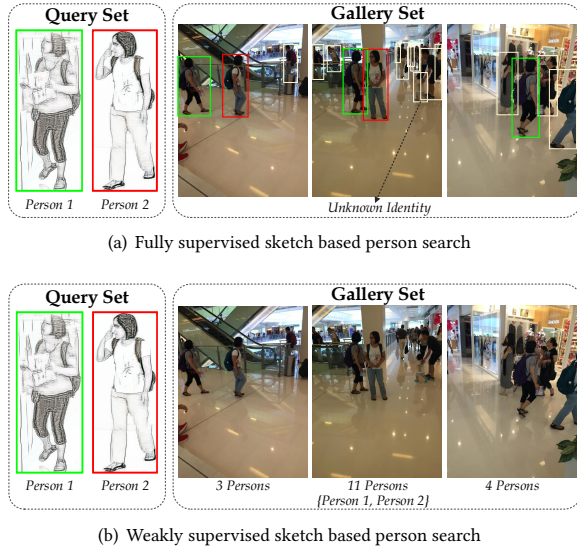 Query Set
Gallery Set
Person 1
Person 2
Unknown Identity
(a) Fully supervised sketch based person search
Query Set
Gallery Set
Person 1
Person 2
3 Persons
11 Persons
{Person 1, Person 2}
4 Persons
(b) Weakly supervised sketch based person search